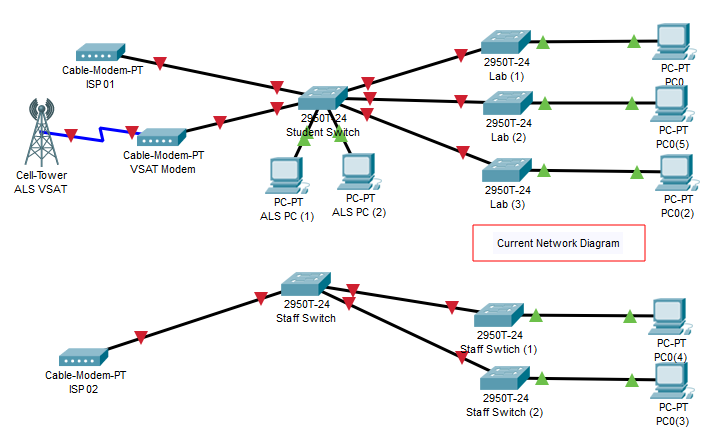 Cable-Modem-PT
ISP 01
Cell-Tower
ALS VSAT
Cable-Modem-PT
VSAT Modem
2950T-24
Student Switch
PC-PT
ALS PC (1)
PC-PT
ALS PC (2)
2950T-24
Lab (1)
PC-PT
PC0
2950T-24
Lab (2)
PC-PT
PC0(5)
2950T-24
Lab (3)
PC-PT
PC0(2)
Current Network Diagram
2950T-24
Staff Switch
Cable-Modem-PT
ISP 02
2950T-24
Staff Swtich (1)
PC-PT
PC0(4)
2950T-24
Staff Switch (2)
PC-PT
PC0(3)